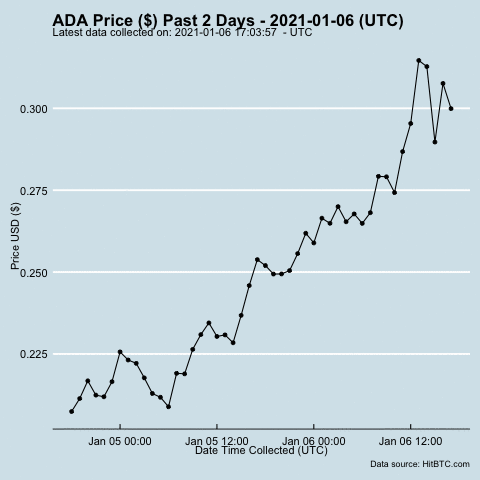 ADA Price ($) Past 2 Days - 2021-01-06 (UTC)
Latest data collected on: 2021-01-06 17:03:57  - UTC
Price USD ($)
0.300
0.275
0.250
0.225
Jan 05 00:00 Jan 05 12:00 Jan 06 00:00 Jan 06 12:00
Date Time Collected (UTC)
Data source: HitBTC.com